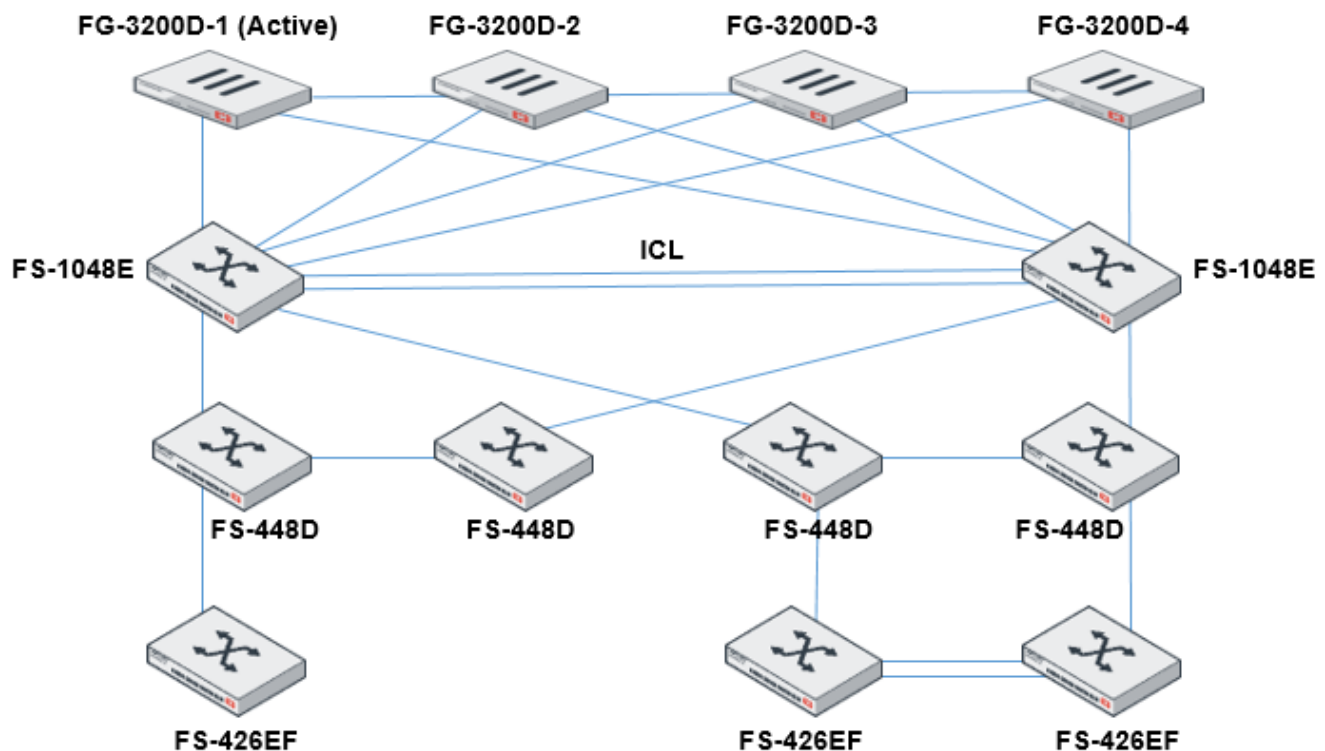 FG-3200D-1 (Active)
FG-3200D-2
FG-3200D-3
FG-3200D-4
FS-1048E
ICL
FS-1048E
FS-448D
FS-448D
FS-448D
FS-448D
FS-426EF
FS-426EF
FS-426EF